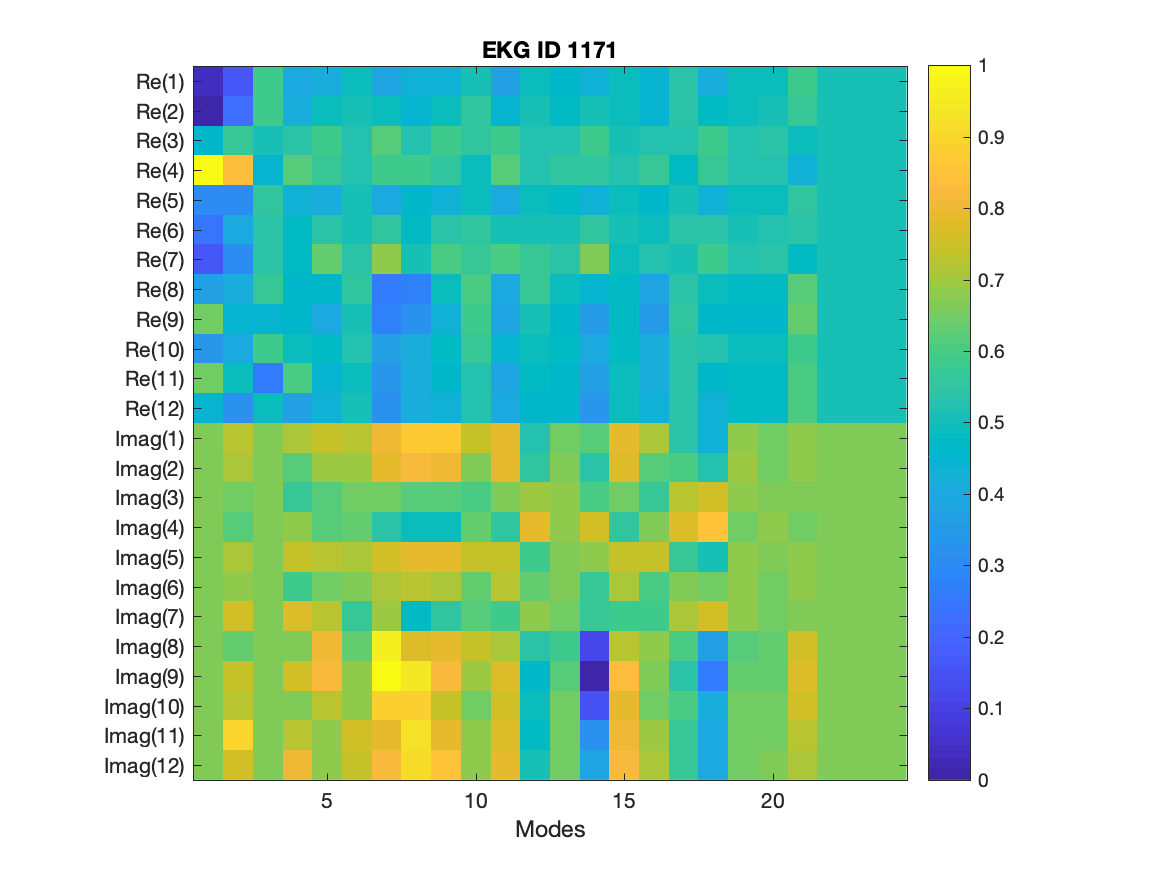 EKG ID 1171
Re(1)
Re(2)
Re(3)
Re(4)
Re(5)
Re(6)
Re(7)
Re(8)
Re(9)
Re(10)
Re(11)
Re(12)
Imag(1)
Imag(2)
Imag(3)
Imag(4)
Imag(5)
Imag(6)
Imag(7)
Imag(8)
Imag(9)
Imag(10)
Imag(11)
Imag(12)
5 10 15 20
Modes
1
0.9
0.8
0.7
0.6
0.5
0.4
0.3
0.2
0.1
0